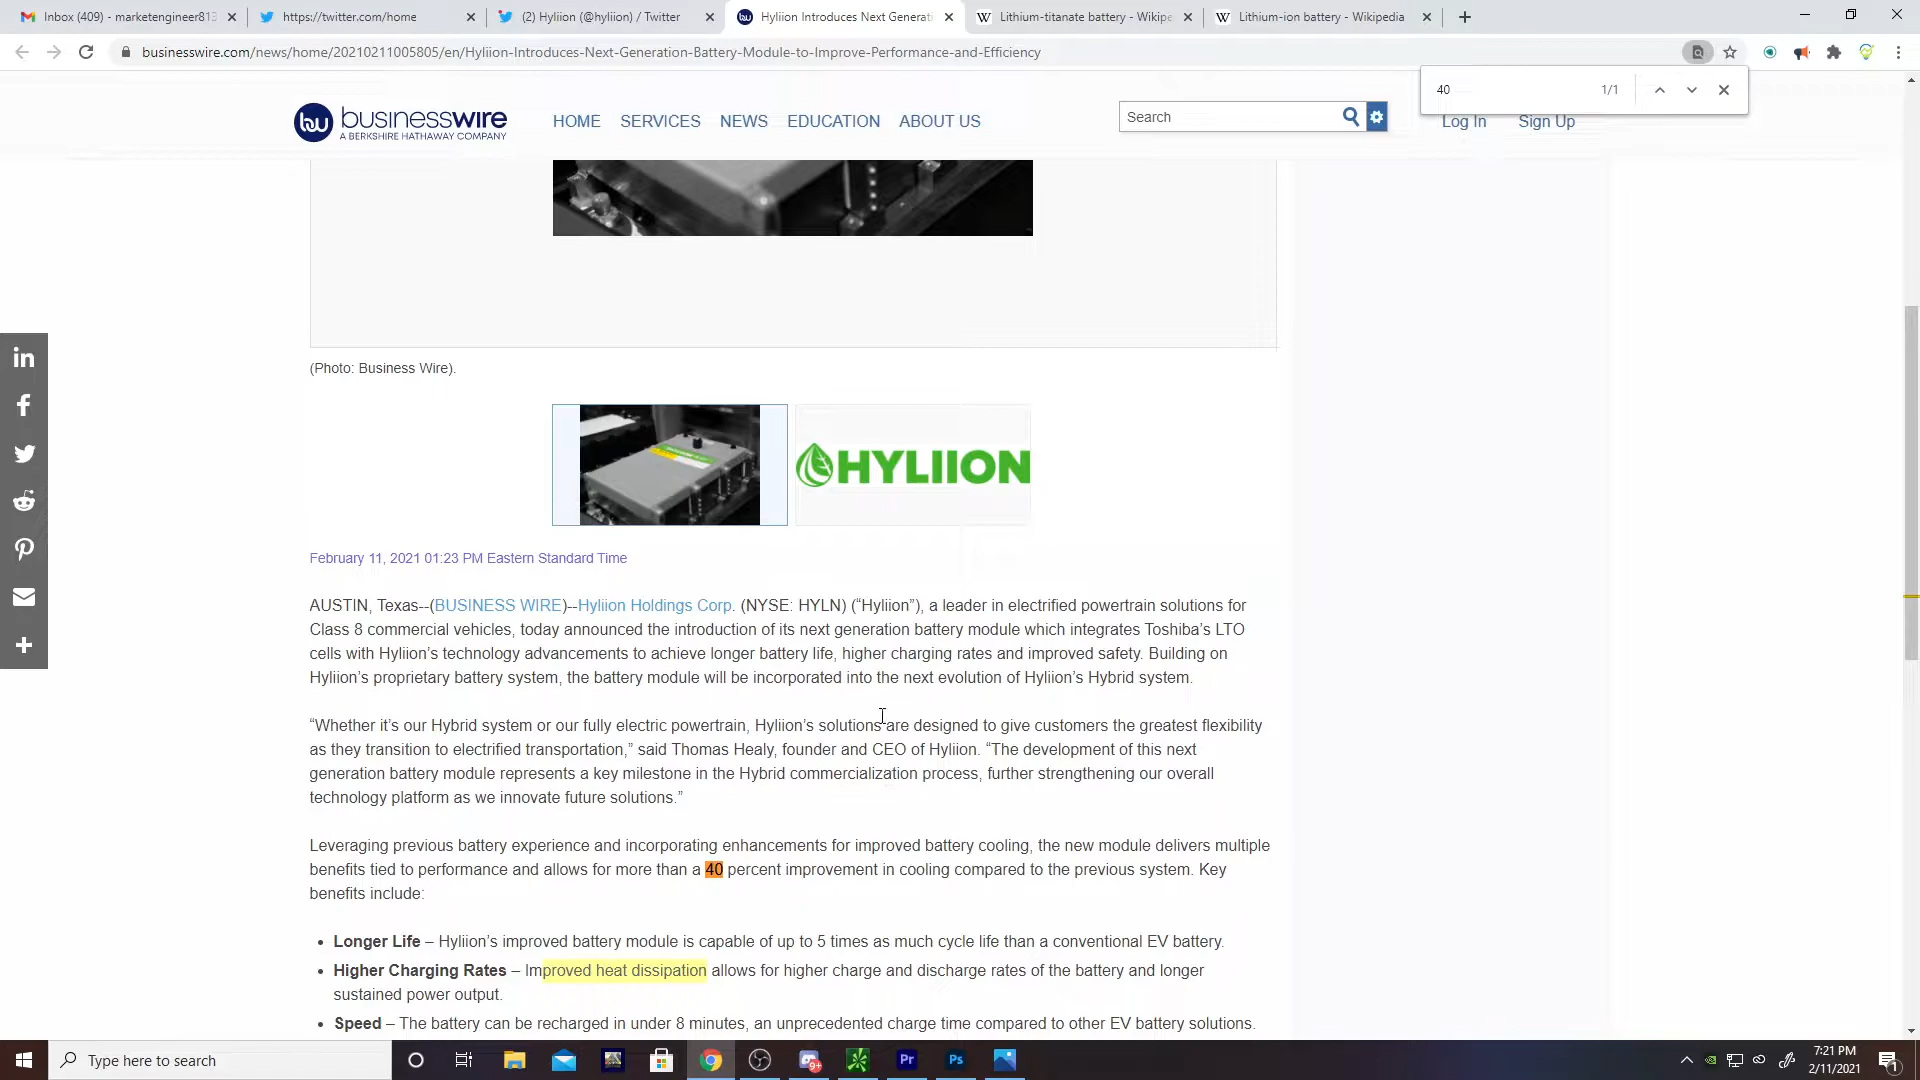 Inbox (409) - marketengineer813
https://twitter.com/home
(2) Hyliion (@hyliion) / Twitter
Hyliion Introduces Next Generati
Lithium-titanate battery - Wikipe
Lithium-ion battery - Wikipedia
businesswire.com/news/home/20210211005805/en/Hyliion-Introduces-Next-Generation-Battery-Module-to-Improve-Performance-and-Efficiency
40 1/1
businesswire
A BERKSHIRE HATHAWAY COMPANY
HOME SERVICES NEWS EDUCATION ABOUT US
Search
Log In Sign Up
(Photo: Business Wire).
HYLIION
February 11, 2021 01:23 PM Eastern Standard Time
AUSTIN, Texas--(BUSINESS WIRE)--Hyliion Holdings Corp. (NYSE: HYLN) (“Hyliion”), a leader in electrified powertrain solutions for
Class 8 commercial vehicles, today announced the introduction of its next generation battery module which integrates Toshiba’s LTO
cells with Hyliion’s technology advancements to achieve longer battery life, higher charging rates and improved safety. Building on
Hyliion’s proprietary battery system, the battery module will be incorporated into the next evolution of Hyliion’s Hybrid system.
“Whether it’s our Hybrid system or our fully electric powertrain, Hyliion’s solutions are designed to give customers the greatest flexibility
as they transition to electrified transportation,” said Thomas Healy, founder and CEO of Hyliion. “The development of this next
generation battery module represents a key milestone in the Hybrid commercialization process, further strengthening our overall
technology platform as we innovate future solutions.”
Leveraging previous battery experience and incorporating enhancements for improved battery cooling, the new module delivers multiple
benefits tied to performance and allows for more than a 40 percent improvement in cooling compared to the previous system. Key
benefits include:
• Longer Life – Hyliion’s improved battery module is capable of up to 5 times as much cycle life than a conventional EV battery.
• Higher Charging Rates – Improved heat dissipation allows for higher charge and discharge rates of the battery and longer
sustained power output.
• Speed – The battery can be recharged in under 8 minutes, an unprecedented charge time compared to other EV battery solutions.
Type here to search
7:21 PM
2/11/2021